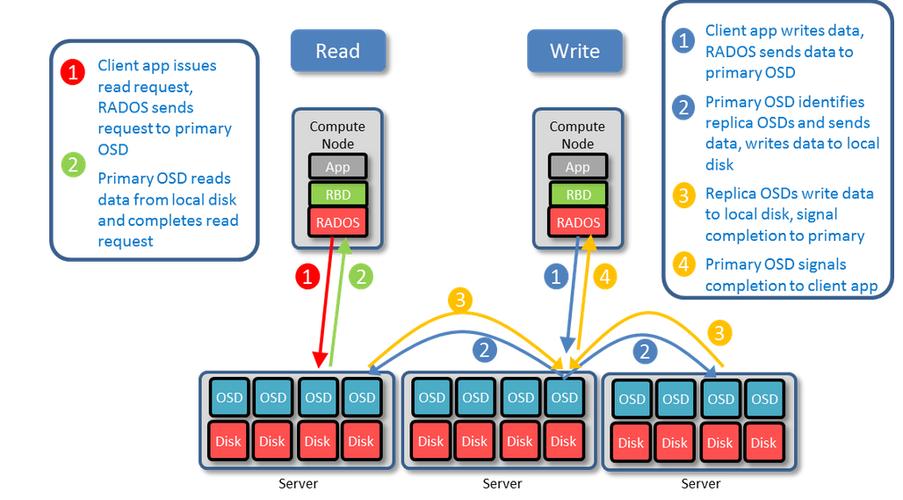 Read
Write
1
Client app issues
read request,
RADOS sends
request to primary
OSD
2
Primary OSD reads
data from local disk
and completes read
request
1
Client app writes data,
RADOS sends data to
primary OSD
2
Primary OSD identifies
replica OSDs and sends
data, writes data to local
disk
3
Replica OSDs write data
to local disk, signal
completion to primary
4
Primary OSD signals
completion to client app
Compute
Node
App
RBD
RADOS
Compute
Node
App
RBD
RADOS
1
2
1
4
3
2
2
3
OSD OSD OSD OSD
Disk Disk Disk Disk
Server
OSD OSD OSD OSD
Disk Disk Disk Disk
Server
OSD OSD OSD OSD
Disk Disk Disk Disk
Server